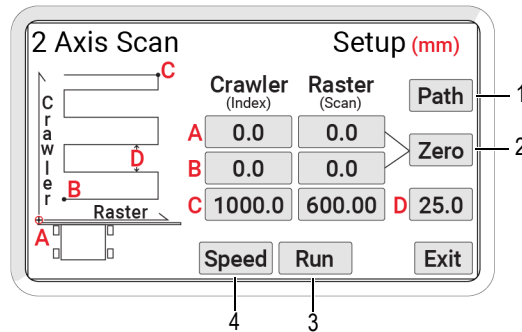 2 Axis Scan
Setup (mm)
C
Crawler
D
B
Raster
A
Crawler
(Index)
Raster
(Scan)
Path
1
A 0.0 0.0
Zero
2
B 0.0 0.0
C 1000.0 600.00
D 25.0
Speed
Run
Exit
4
3